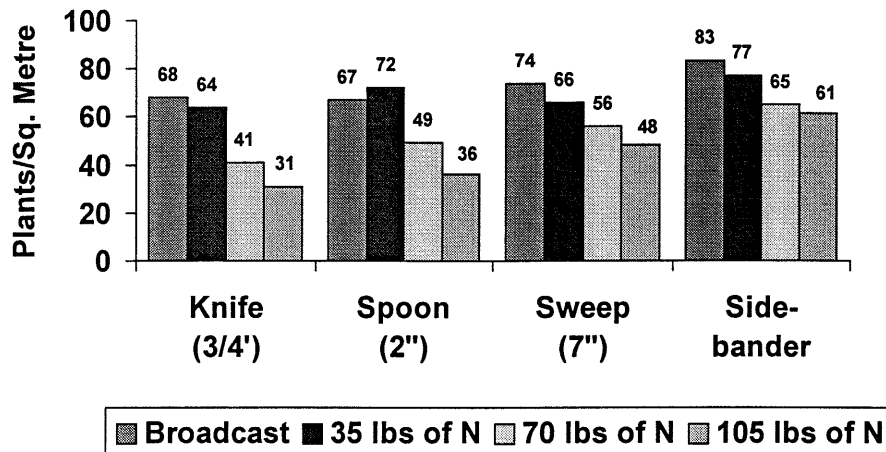 Plants/Sq. Metre
100
80
60
40
20
0
68 64 41 31
67 72 49 36
74 66 56 48
83 77 65 61
Knife
(3/4')
Spoon
(2")
Sweep
(7")
Side-
bander
Broadcast 35 lbs of N 70 lbs of N 105 lbs of N